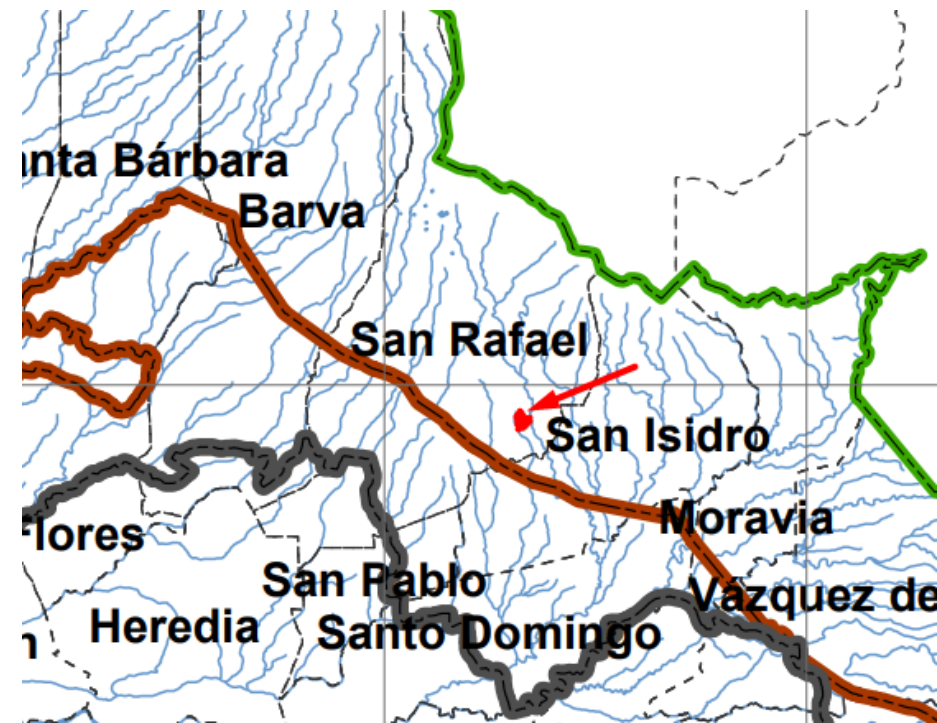 anta Bárbara
Barva
San Rafael
San Isidro
Moravia
Flores
San Pablo
Vázquez de
Heredia
Santo Domingo
n